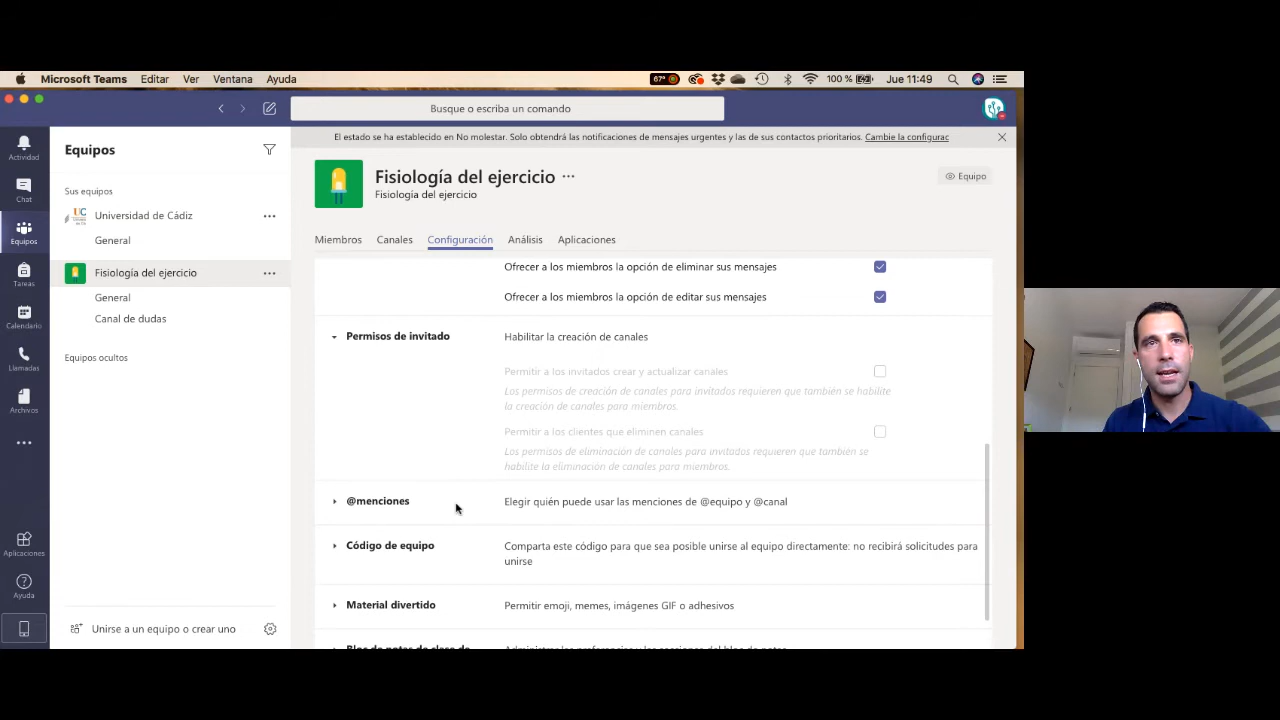 Microsoft Teams Editar Ver Ventana Ayuda
67° 100 % Jue 11:49
Busque o escriba un comando
El estado se ha establecido en No molestar. Solo obtendrá las notificaciones de mensajes urgentes y las de sus contactos prioritarios. Cambie la configurac
Actividad
Chat
Equipos
Tareas
Calendario
Llamadas
Archivos
Aplicaciones
Ayuda
Equipos
Sus equipos
UC
Universidad de Cádiz
General
Fisiología del ejercicio
General
Canal de dudas
Equipos ocultos
Unirse a un equipo o crear uno
Fisiología del ejercicio
Fisiología del ejercicio
Equipo
Miembros Canales Configuración Análisis Aplicaciones
Ofrecer a los miembros la opción de eliminar sus mensajes
Ofrecer a los miembros la opción de editar sus mensajes
Permisos de invitado Habilitar la creación de canales
Permitir a los invitados crear y actualizar canales
Los permisos de creación de canales para invitados requieren que también se habilite
la creación de canales para miembros.
Permitir a los clientes que eliminen canales
Los permisos de eliminación de canales para invitados requieren que también se
habilite la eliminación de canales para miembros.
@menciones Elegir quién puede usar las menciones de @equipo y @canal
Código de equipo Comparta este código para que sea posible unirse al equipo directamente: no recibirá solicitudes para
unirse
Material divertido Permitir emoji, memes, imágenes GIF o adhesivos